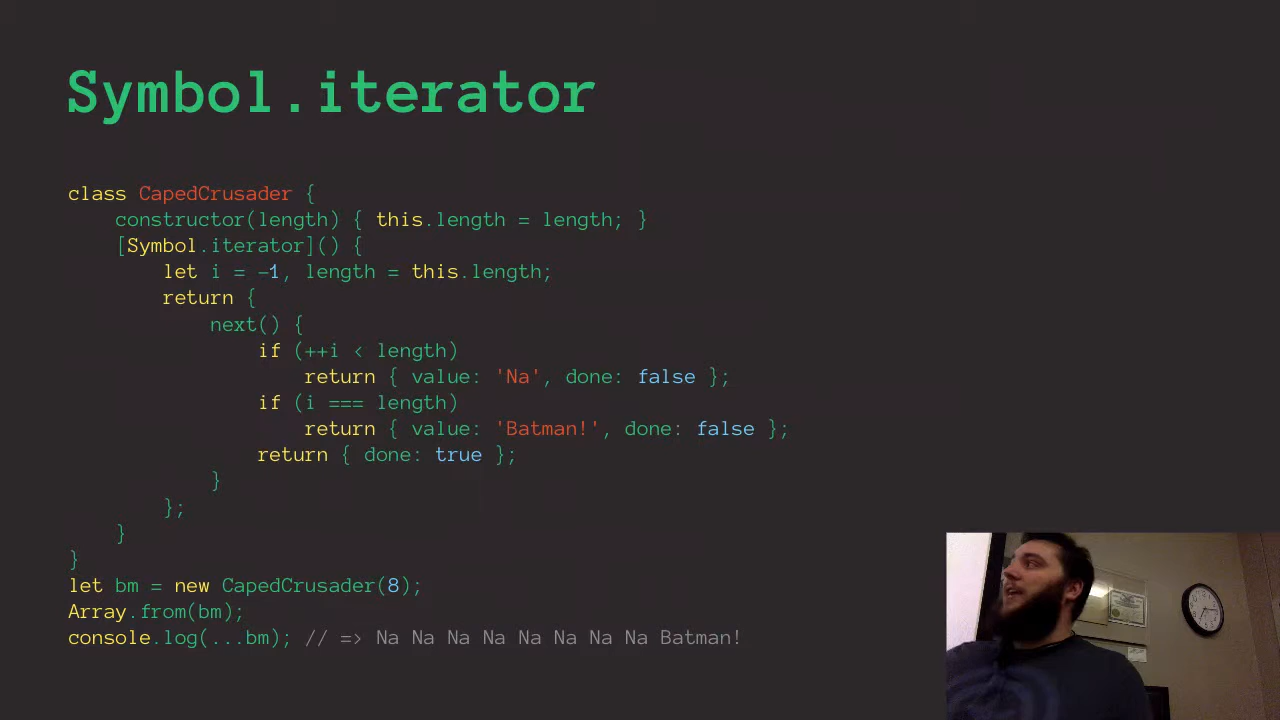 Symbol.iterator
class CapedCrusader {
    constructor(length) { this.length = length; }
    [Symbol.iterator]() {
        let i = -1, length = this.length;
        return {
            next() {
                if (++i < length)
                    return { value: 'Na', done: false };
                if (i === length)
                    return { value: 'Batman!', done: false };
                return { done: true };
            }
        };
    }
}
let bm = new CapedCrusader(8);
Array.from(bm);
console.log(...bm); // => Na Na Na Na Na Na Na Na Batman!